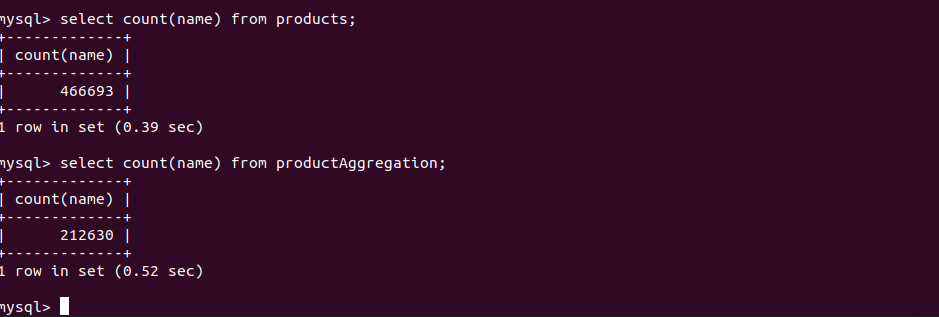 mysql> select count(name) from products;
+-------------+
| count(name) |
+-------------+
|      466693 |
+-------------+
1 row in set (0.39 sec)
mysql> select count(name) from productAggregation;
+-------------+
| count(name) |
+-------------+
|      212630 |
+-------------+
1 row in set (0.52 sec)
mysql>